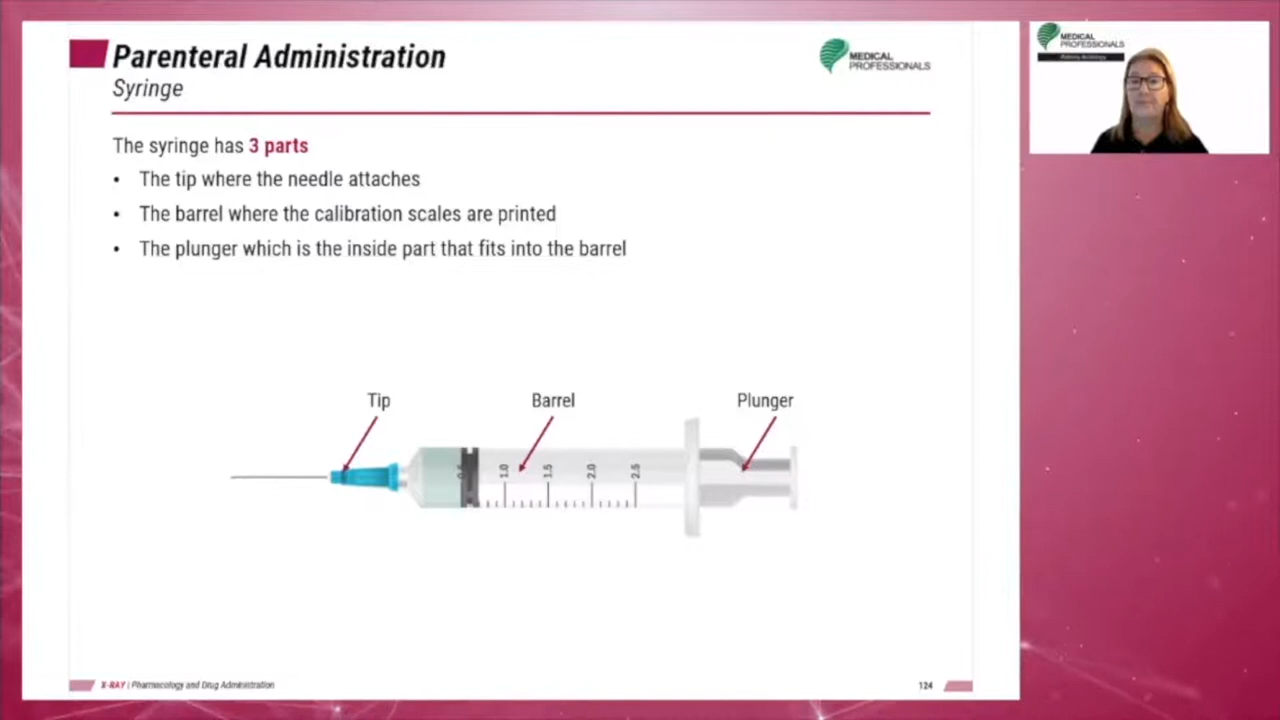 Parenteral Administration
Syringe
MEDICAL
PROFESSIONALS
The syringe has 3 parts
• The tip where the needle attaches
• The barrel where the calibration scales are printed
• The plunger which is the inside part that fits into the barrel
Tip
Barrel
Plunger
1.0
1.5
2.0
2.5
X-RAY | Pharmacology and Drug Administration
124
MEDICAL
PROFESSIONALS